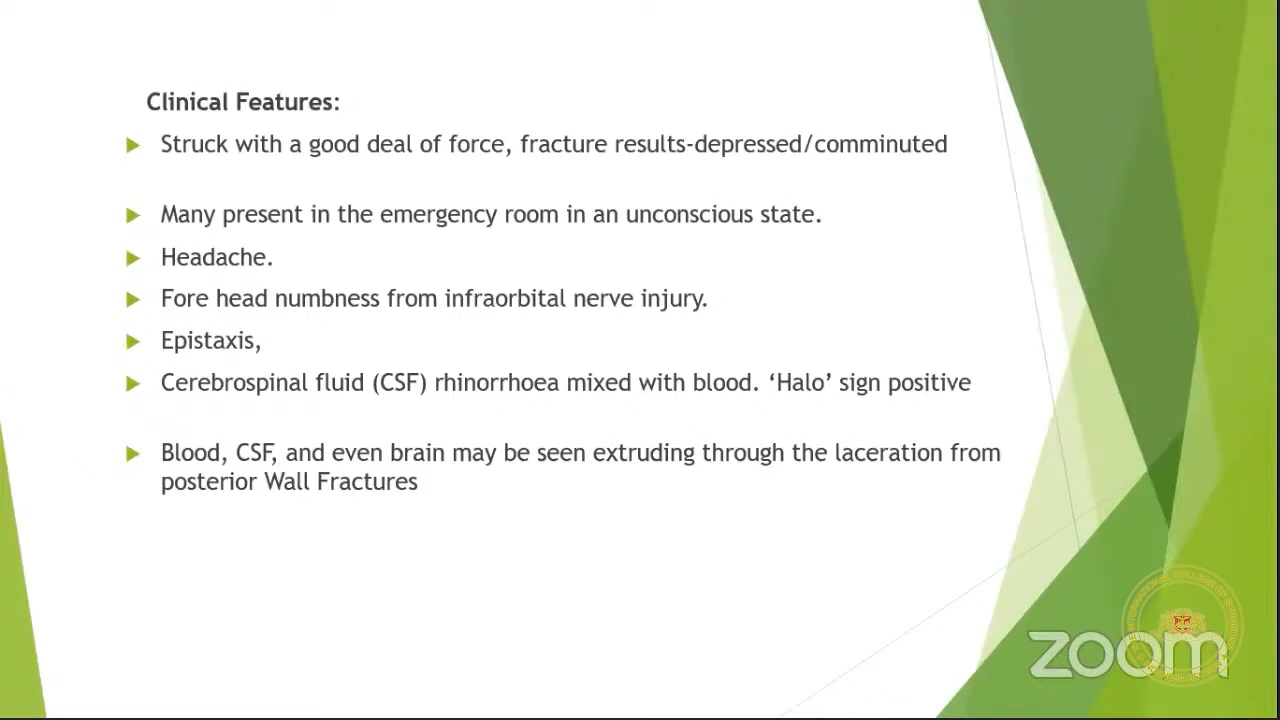 Clinical Features:
Struck with a good deal of force, fracture results-depressed/comminuted
Many present in the emergency room in an unconscious state.
Headache.
Fore head numbness from infraorbital nerve injury.
Epistaxis,
Cerebrospinal fluid (CSF) rhinorrhoea mixed with blood. ‘Halo’ sign positive
Blood, CSF, and even brain may be seen extruding through the laceration from
posterior Wall Fractures
zoom